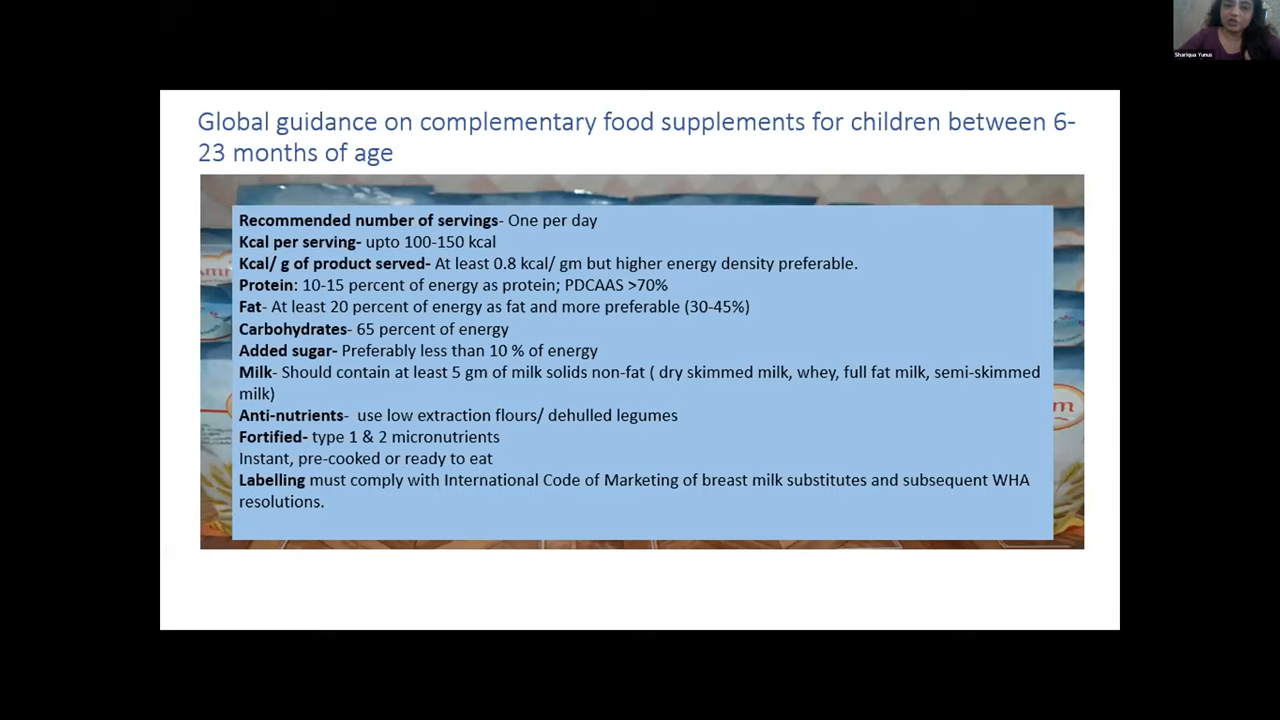 Shariqua Yunus
Global guidance on complementary food supplements for children between 6-
23 months of age
Recommended number of servings- One per day
Kcal per serving- upto 100-150 kcal
Kcal/ g of product served- At least 0.8 kcal/ gm but higher energy density preferable.
Protein: 10-15 percent of energy as protein; PDCAAS >70%
Fat- At least 20 percent of energy as fat and more preferable (30-45%)
Carbohydrates- 65 percent of energy
Added sugar- Preferably less than 10 % of energy
Milk- Should contain at least 5 gm of milk solids non-fat ( dry skimmed milk, whey, full fat milk, semi-skimmed
milk)
Anti-nutrients-  use low extraction flours/ dehulled legumes
Fortified- type 1 & 2 micronutrients
Instant, pre-cooked or ready to eat
Labelling must comply with International Code of Marketing of breast milk substitutes and subsequent WHA
resolutions.